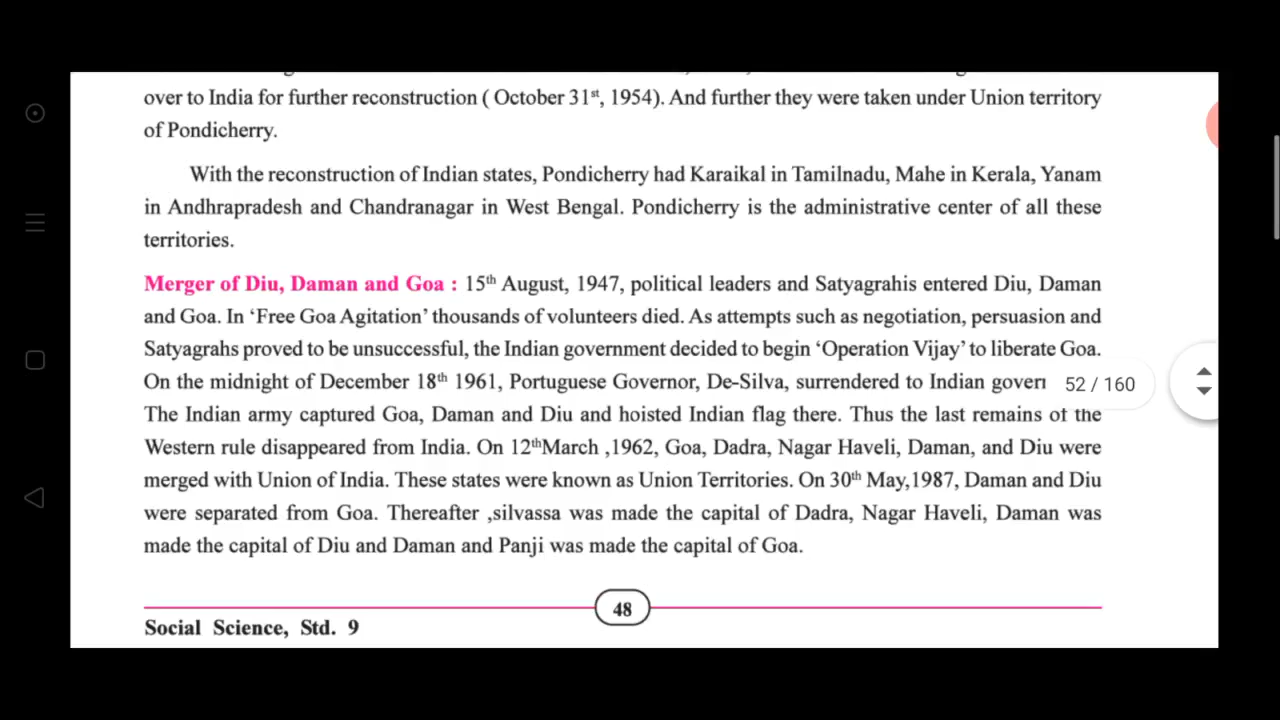 over to India for further reconstruction ( October 31st, 1954). And further they were taken under Union territory
of Pondicherry.
With the reconstruction of Indian states, Pondicherry had Karaikal in Tamilnadu, Mahe in Kerala, Yanam
in Andhrapradesh and Chandranagar in West Bengal. Pondicherry is the administrative center of all these
territories.
Merger of Diu, Daman and Goa : 15th August, 1947, political leaders and Satyagrahis entered Diu, Daman
and Goa. In ‘Free Goa Agitation’ thousands of volunteers died. As attempts such as negotiation, persuasion and
Satyagrahs proved to be unsuccessful, the Indian government decided to begin ‘Operation Vijay’ to liberate Goa.
On the midnight of December 18th 1961, Portuguese Governor, De-Silva, surrendered to Indian govern 52 / 160
The Indian army captured Goa, Daman and Diu and hoisted Indian flag there. Thus the last remains of the
Western rule disappeared from India. On 12thMarch ,1962, Goa, Dadra, Nagar Haveli, Daman, and Diu were
merged with Union of India. These states were known as Union Territories. On 30th May,1987, Daman and Diu
were separated from Goa. Thereafter ,silvassa was made the capital of Dadra, Nagar Haveli, Daman was
made the capital of Diu and Daman and Panji was made the capital of Goa.
48
Social Science, Std. 9